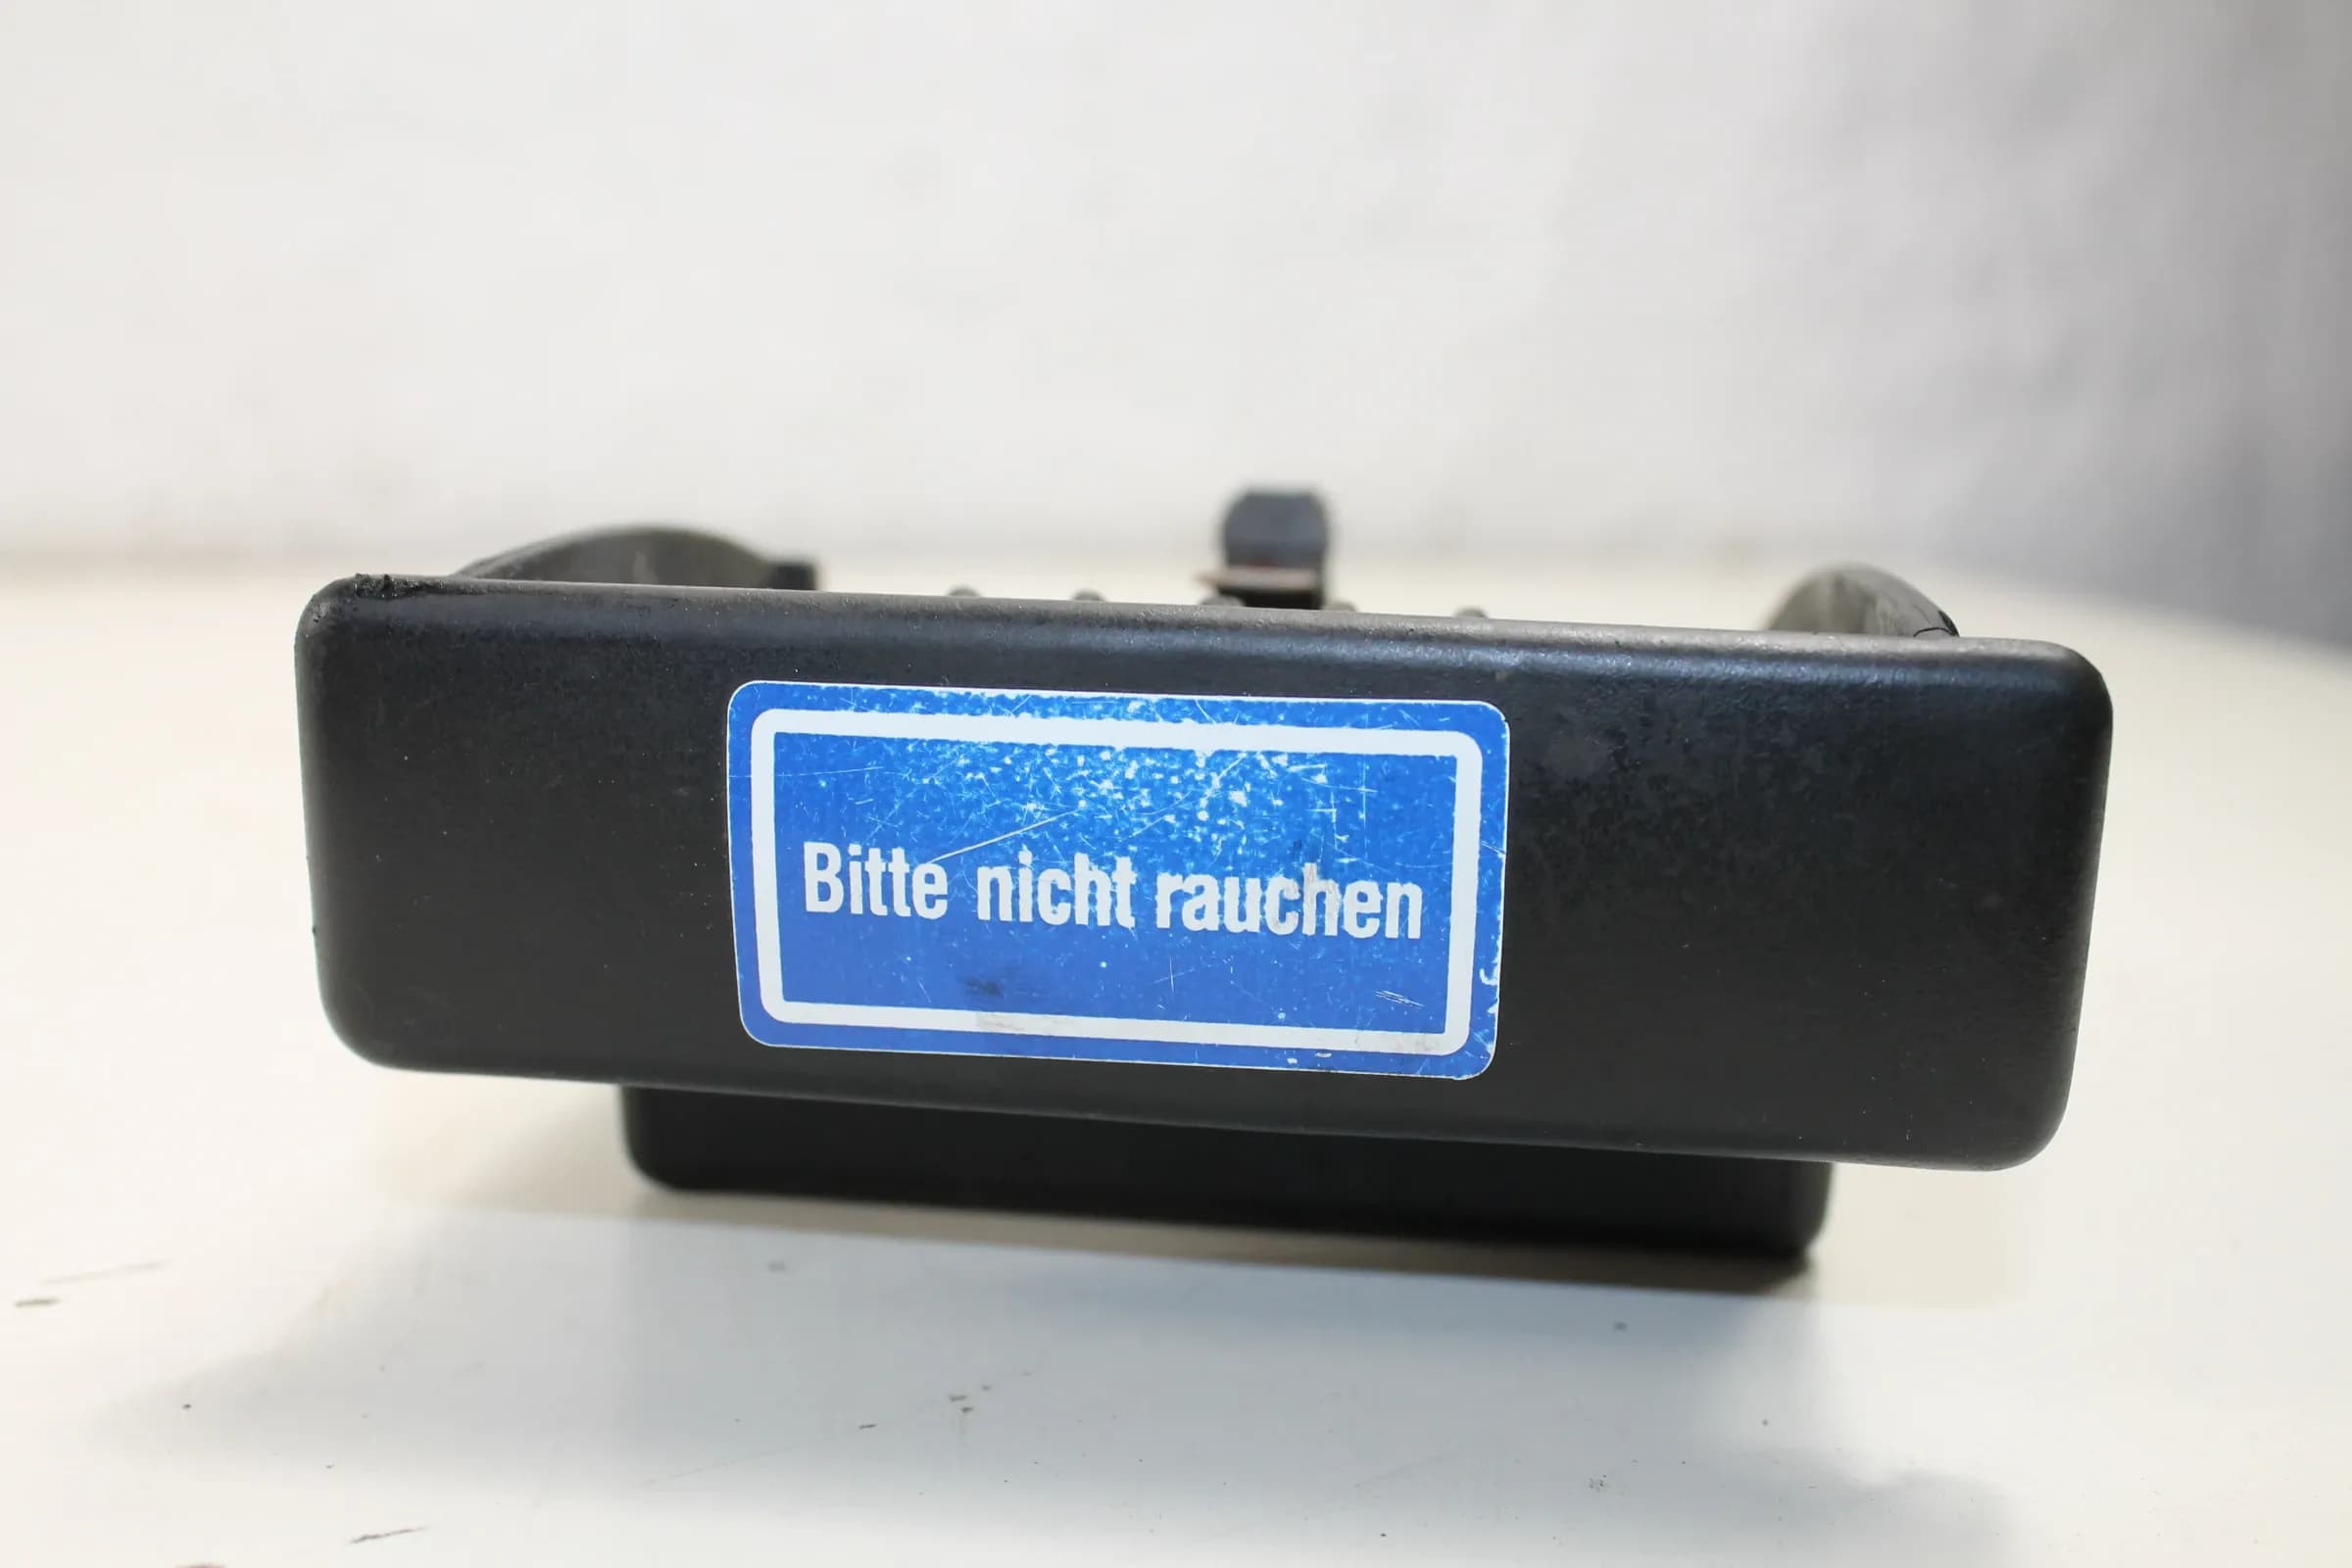 Bitte nicht rauchen